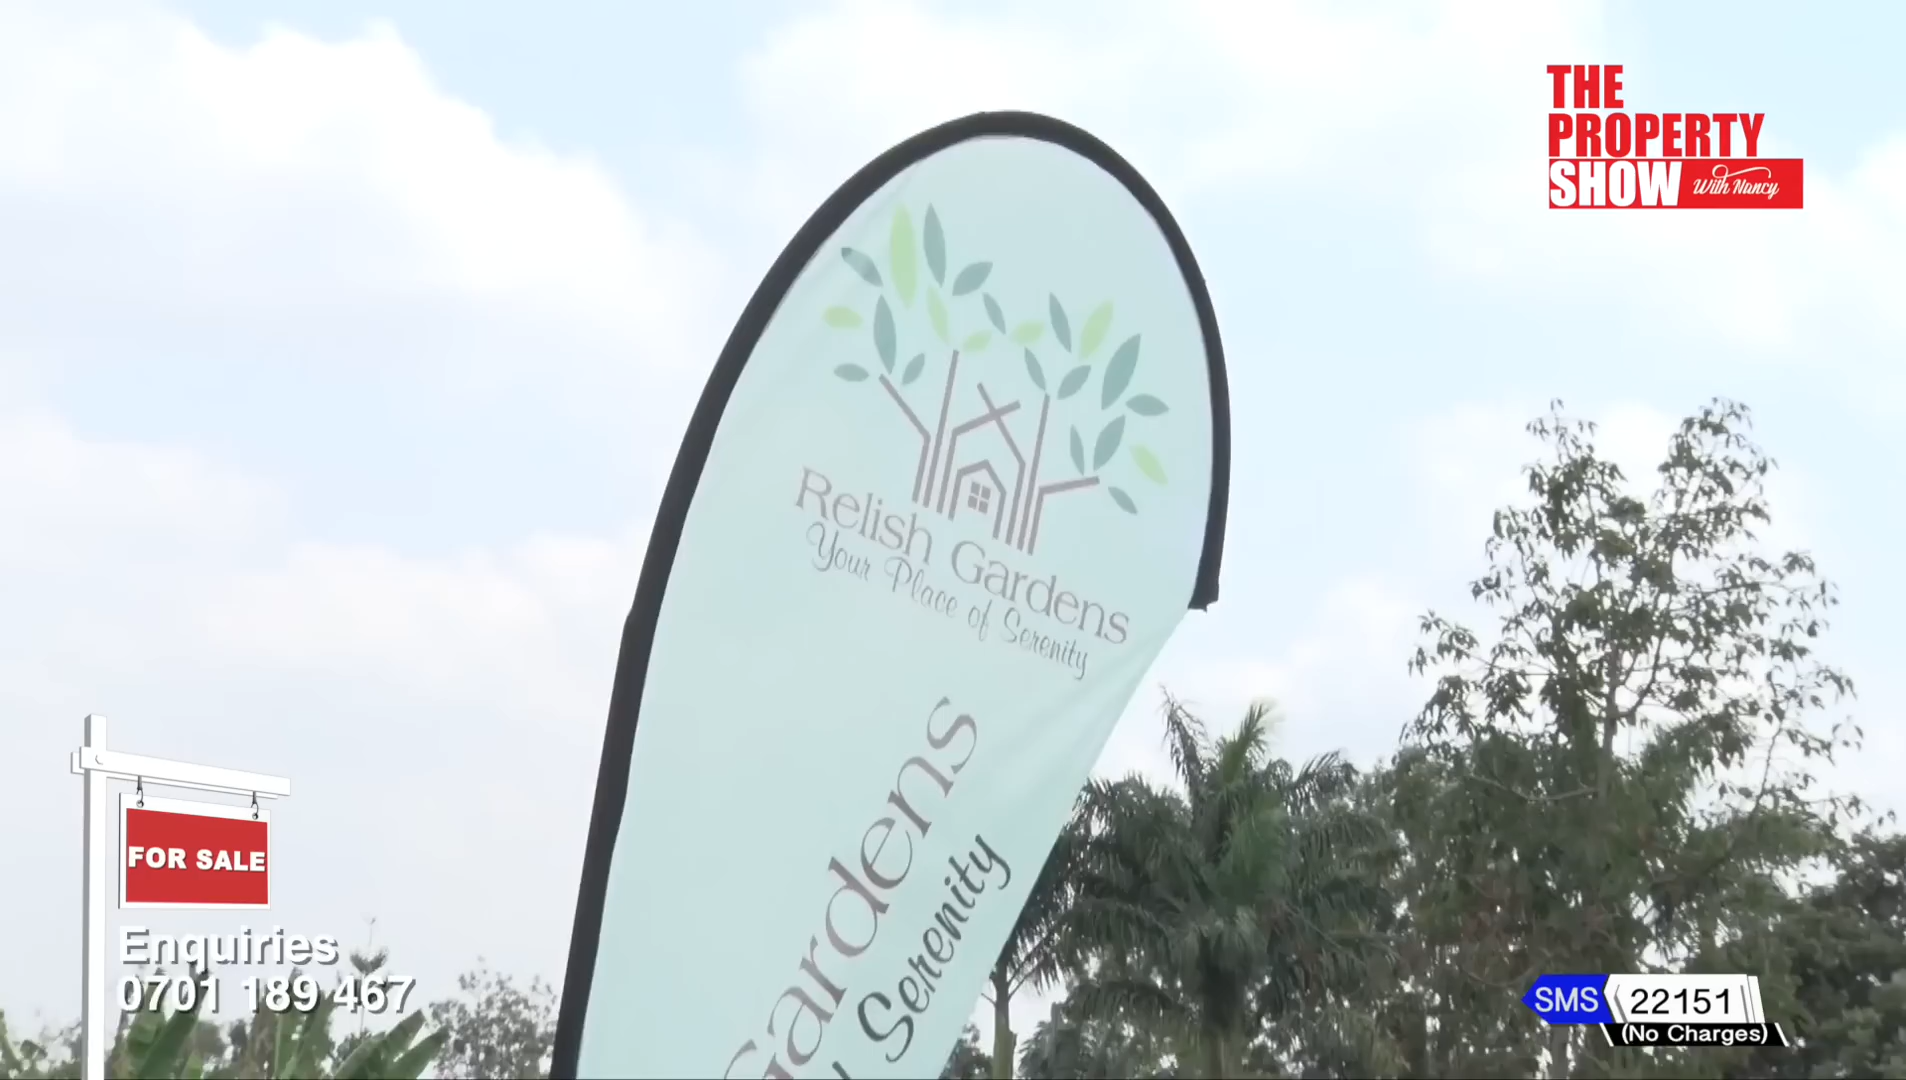 THE
PROPERTY
SHOW With Nancy
Relish Gardens
Your Place of Serenity
Gardens
Serenity
FOR SALE
Enquiries
0701 189 467
SMS 22151
(No Charges)